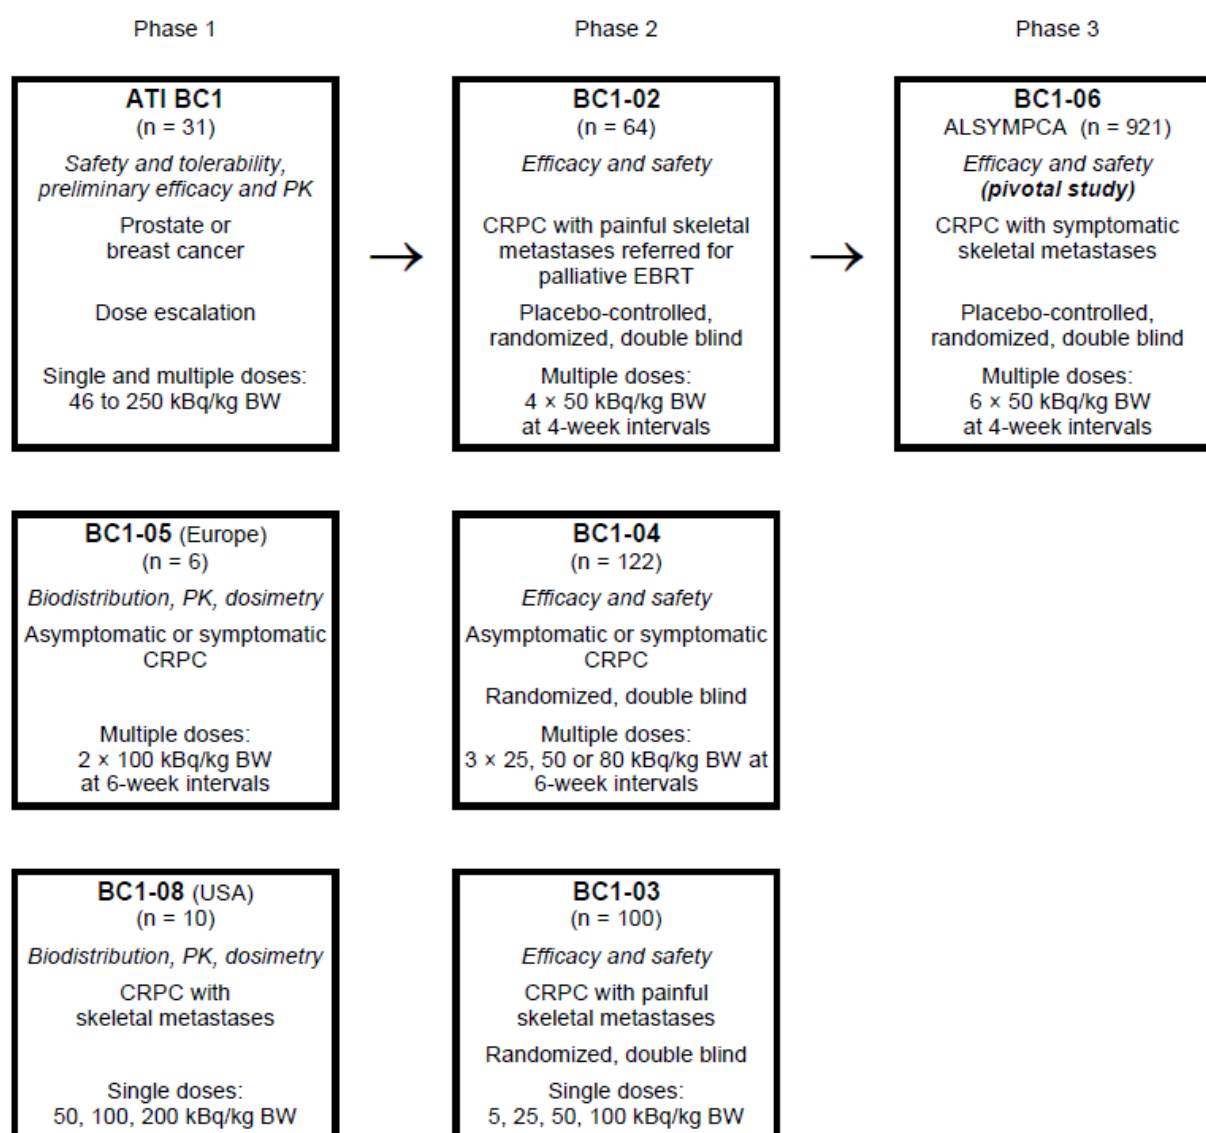 Phase 1
Phase 2
Phase 3
ATI BC1
(n = 31)
Safety and tolerability,
preliminary efficacy and PK
Prostate or
breast cancer
Dose escalation
Single and multiple doses:
46 to 250 kBq/kg BW
→
BC1-02
(n = 64)
Efficacy and safety
CRPC with painful skeletal
metastases referred for
palliative EBRT
Placebo-controlled,
randomized, double blind
Multiple doses:
4 × 50 kBq/kg BW
at 4-week intervals
→
BC1-06
ALSYMPCA (n = 921)
Efficacy and safety
(pivotal study)
CRPC with symptomatic
skeletal metastases
Placebo-controlled,
randomized, double blind
Multiple doses:
6 × 50 kBq/kg BW
at 4-week intervals
BC1-05 (Europe)
(n = 6)
Biodistribution, PK, dosimetry
Asymptomatic or symptomatic
CRPC
Multiple doses:
2 × 100 kBq/kg BW
at 6-week intervals
BC1-04
(n = 122)
Efficacy and safety
Asymptomatic or symptomatic
CRPC
Randomized, double blind
Multiple doses:
3 × 25, 50 or 80 kBq/kg BW at
6-week intervals
BC1-08 (USA)
(n = 10)
Biodistribution, PK, dosimetry
CRPC with
skeletal metastases
Single doses:
50, 100, 200 kBq/kg BW
BC1-03
(n = 100)
Efficacy and safety
CRPC with painful
skeletal metastases
Randomized, double blind
Single doses:
5, 25, 50, 100 kBq/kg BW